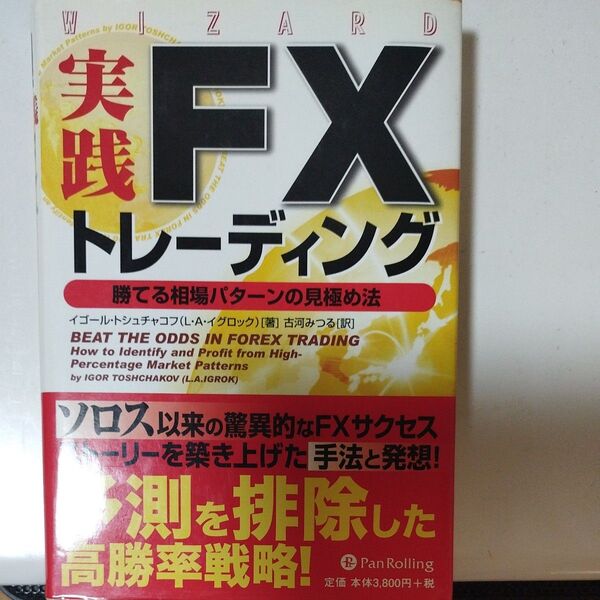 WIZARD
実践
FX
トレーディング
勝てる相場パターンの見極め法
イゴール・トシュチャコフ(L・A・イグロック)[著] 古河みつる[訳]
BEAT THE ODDS IN FOREX TRADING
How to Identify and Profit from High-
Percentage Market Patterns
by IGOR TOSHCHAKOV (L.A.IGROK)
ソロス以来の驚異的なFXサクセス
ストーリーを築き上げた手法と発想!
予測を排除した
高勝率戦略!
PanRolling
定価 本体3,800円+税